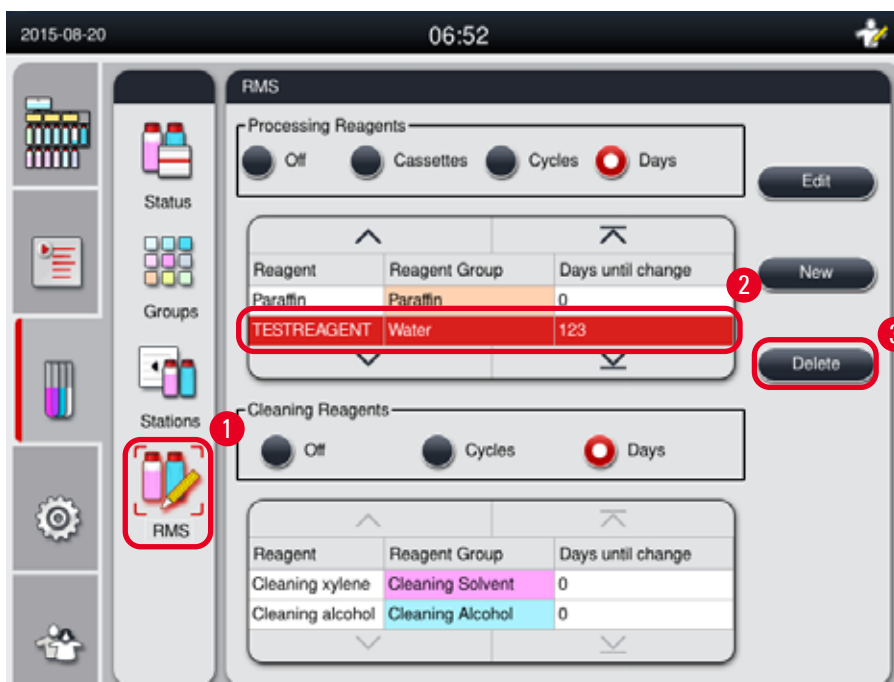 2015-08-20 06:52
RMS
Processing Reagents
Off Cassettes Cycles Days
Edit
Status
Reagent Reagent Group Days until change
2 New
Paraffin Paraffin 0
Groups
TESTREAGENT Water 123
3
Delete
Stations
1
Cleaning Reagents
Off Cycles Days
RMS
Reagent Reagent Group Days until change
Cleaning xylene Cleaning Solvent 0
Cleaning alcohol Cleaning Alcohol 0